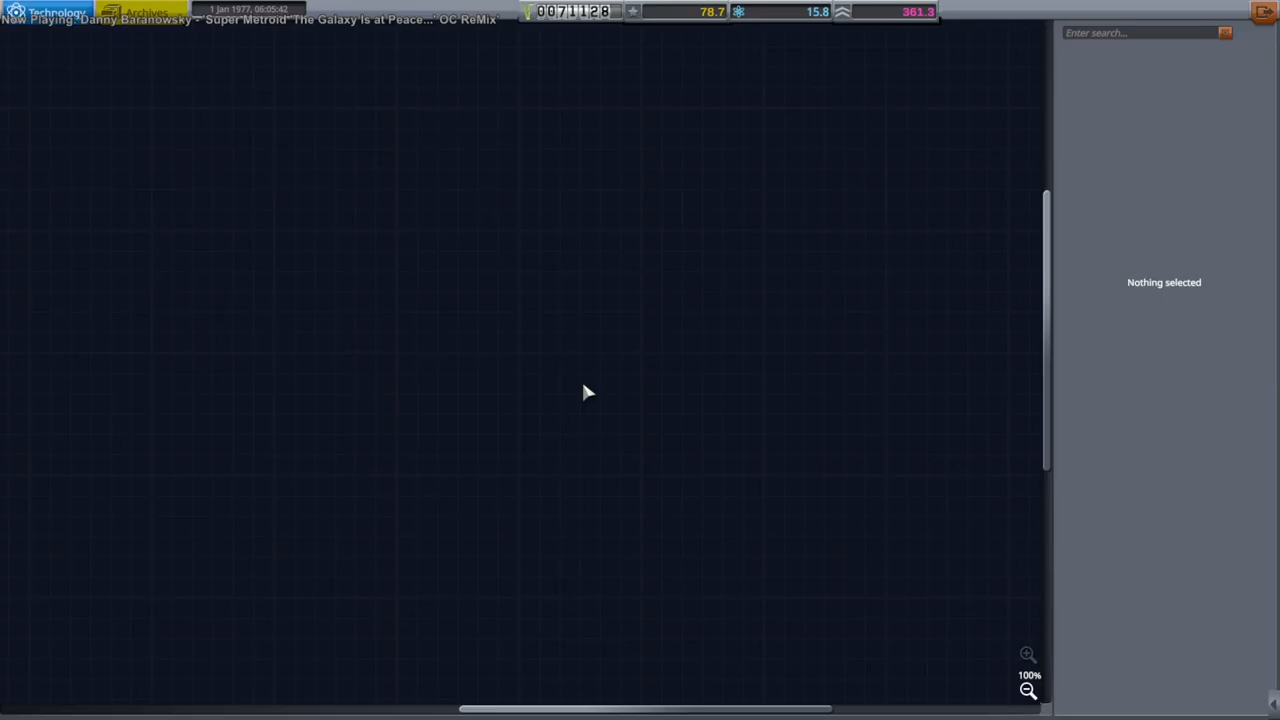 Technology
Archives
1 Jan 1977, 06:05:42
0071128
78.7
15.8
361.3
Now Playing: Danny Baranowsky - 'Super Metroid 'The Galaxy Is at Peace...' OC ReMix'
Enter search...
Nothing selected
100%